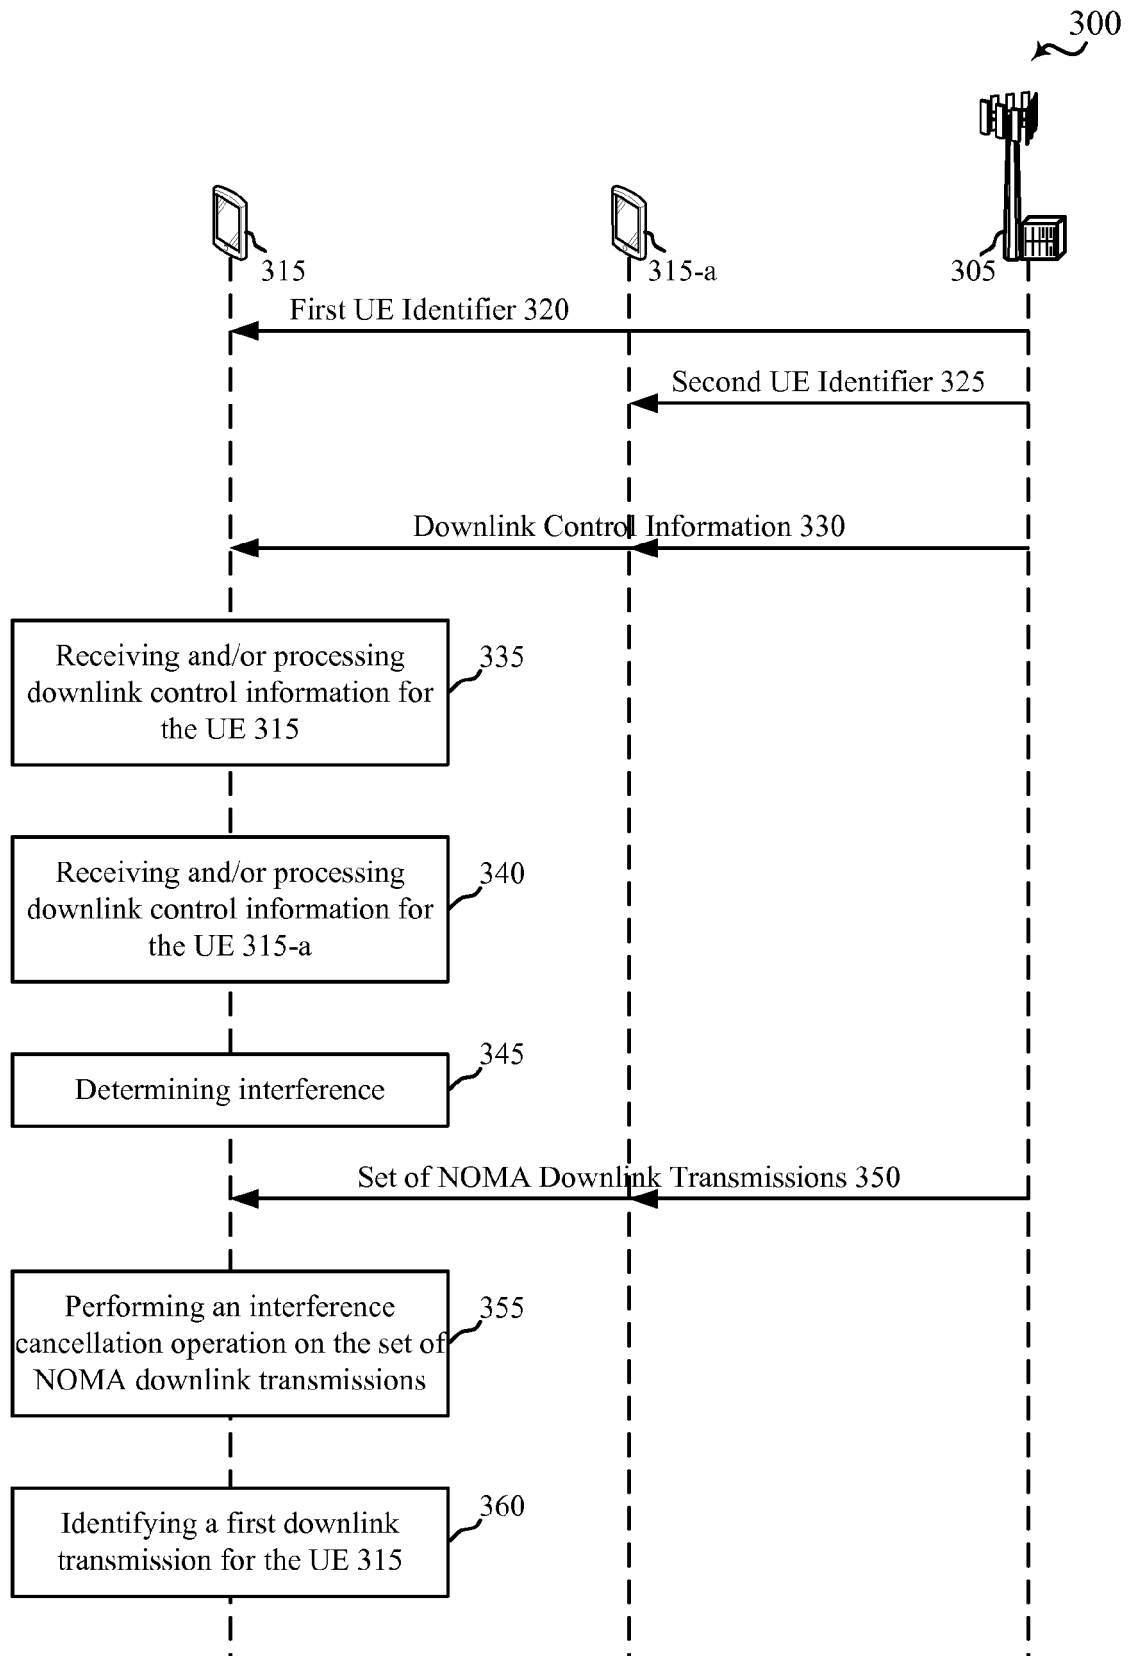 300
315
315-a
305
First UE Identifier 320
Second UE Identifier 325
Downlink Control Information 330
Receiving and/or processing
downlink control information for
the UE 315
335
Receiving and/or processing
downlink control information for
the UE 315-a
340
Determining interference
345
Set of NOMA Downlink Transmissions 350
Performing an interference
cancellation operation on the set of
NOMA downlink transmissions
355
Identifying a first downlink
transmission for the UE 315
360